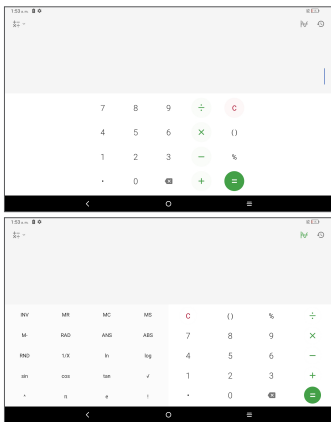 1:53
7 8 9 ÷ C
4 5 6 × ( )
1 2 3 − %
• 0 + =
1:53
INV MR MC MS C ( ) % ÷
M- RAD ANS ABS 7 8 9 ×
RND 1/X ln log 4 5 6 −
sin cos tan √ 1 2 3 +
^ π e ! • 0 =